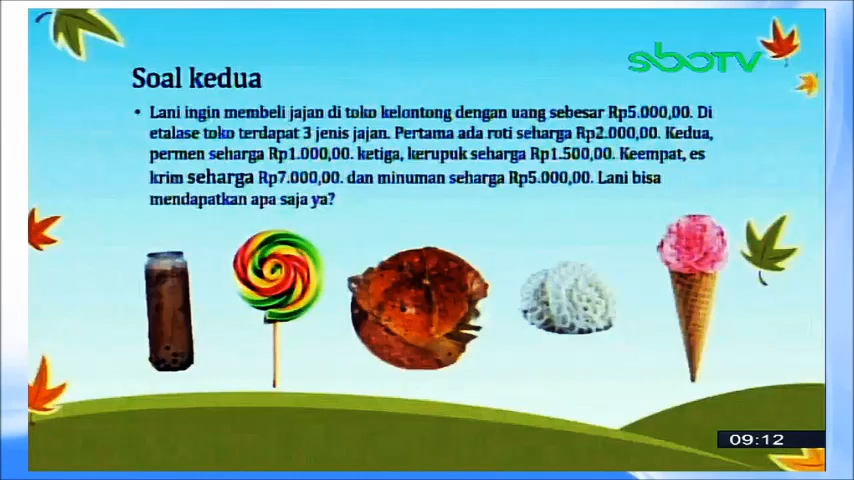 sboTV
Soal kedua
• Lani ingin membeli jajan di toko kelontong dengan uang sebesar Rp5.000,00. Di
etalase toko terdapat 3 jenis jajan. Pertama ada roti seharga Rp2.000,00. Kedua,
permen seharga Rp1.000,00. ketiga, kerupuk seharga Rp1.500,00. Keempat, es
krim seharga Rp7.000,00. dan minuman seharga Rp5.000,00. Lani bisa
mendapatkan apa saja ya?
09:12